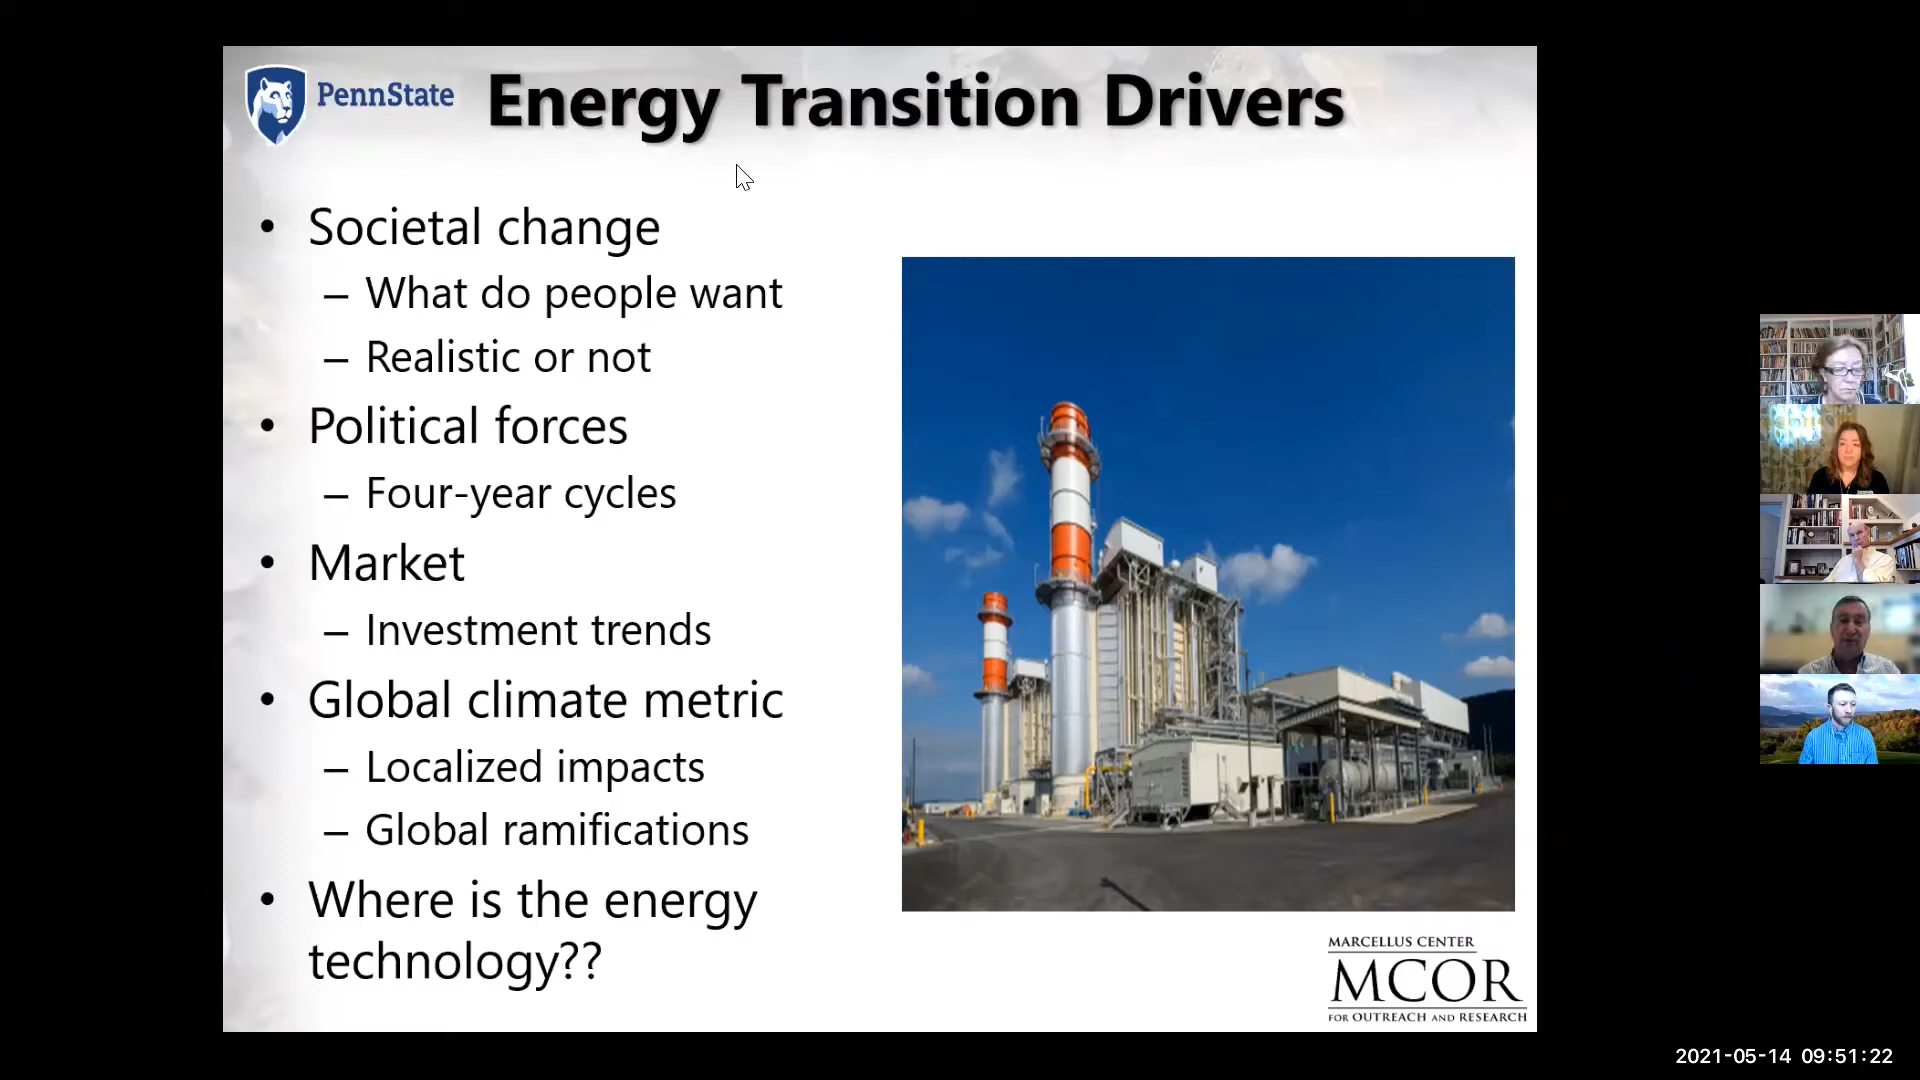 PennState
Energy Transition Drivers
• Societal change
– What do people want
– Realistic or not
• Political forces
– Four-year cycles
• Market
– Investment trends
• Global climate metric
– Localized impacts
– Global ramifications
• Where is the energy
technology??
MARCELLUS CENTER
MCOR
FOR OUTREACH AND RESEARCH
2021-05-14 09:51:22